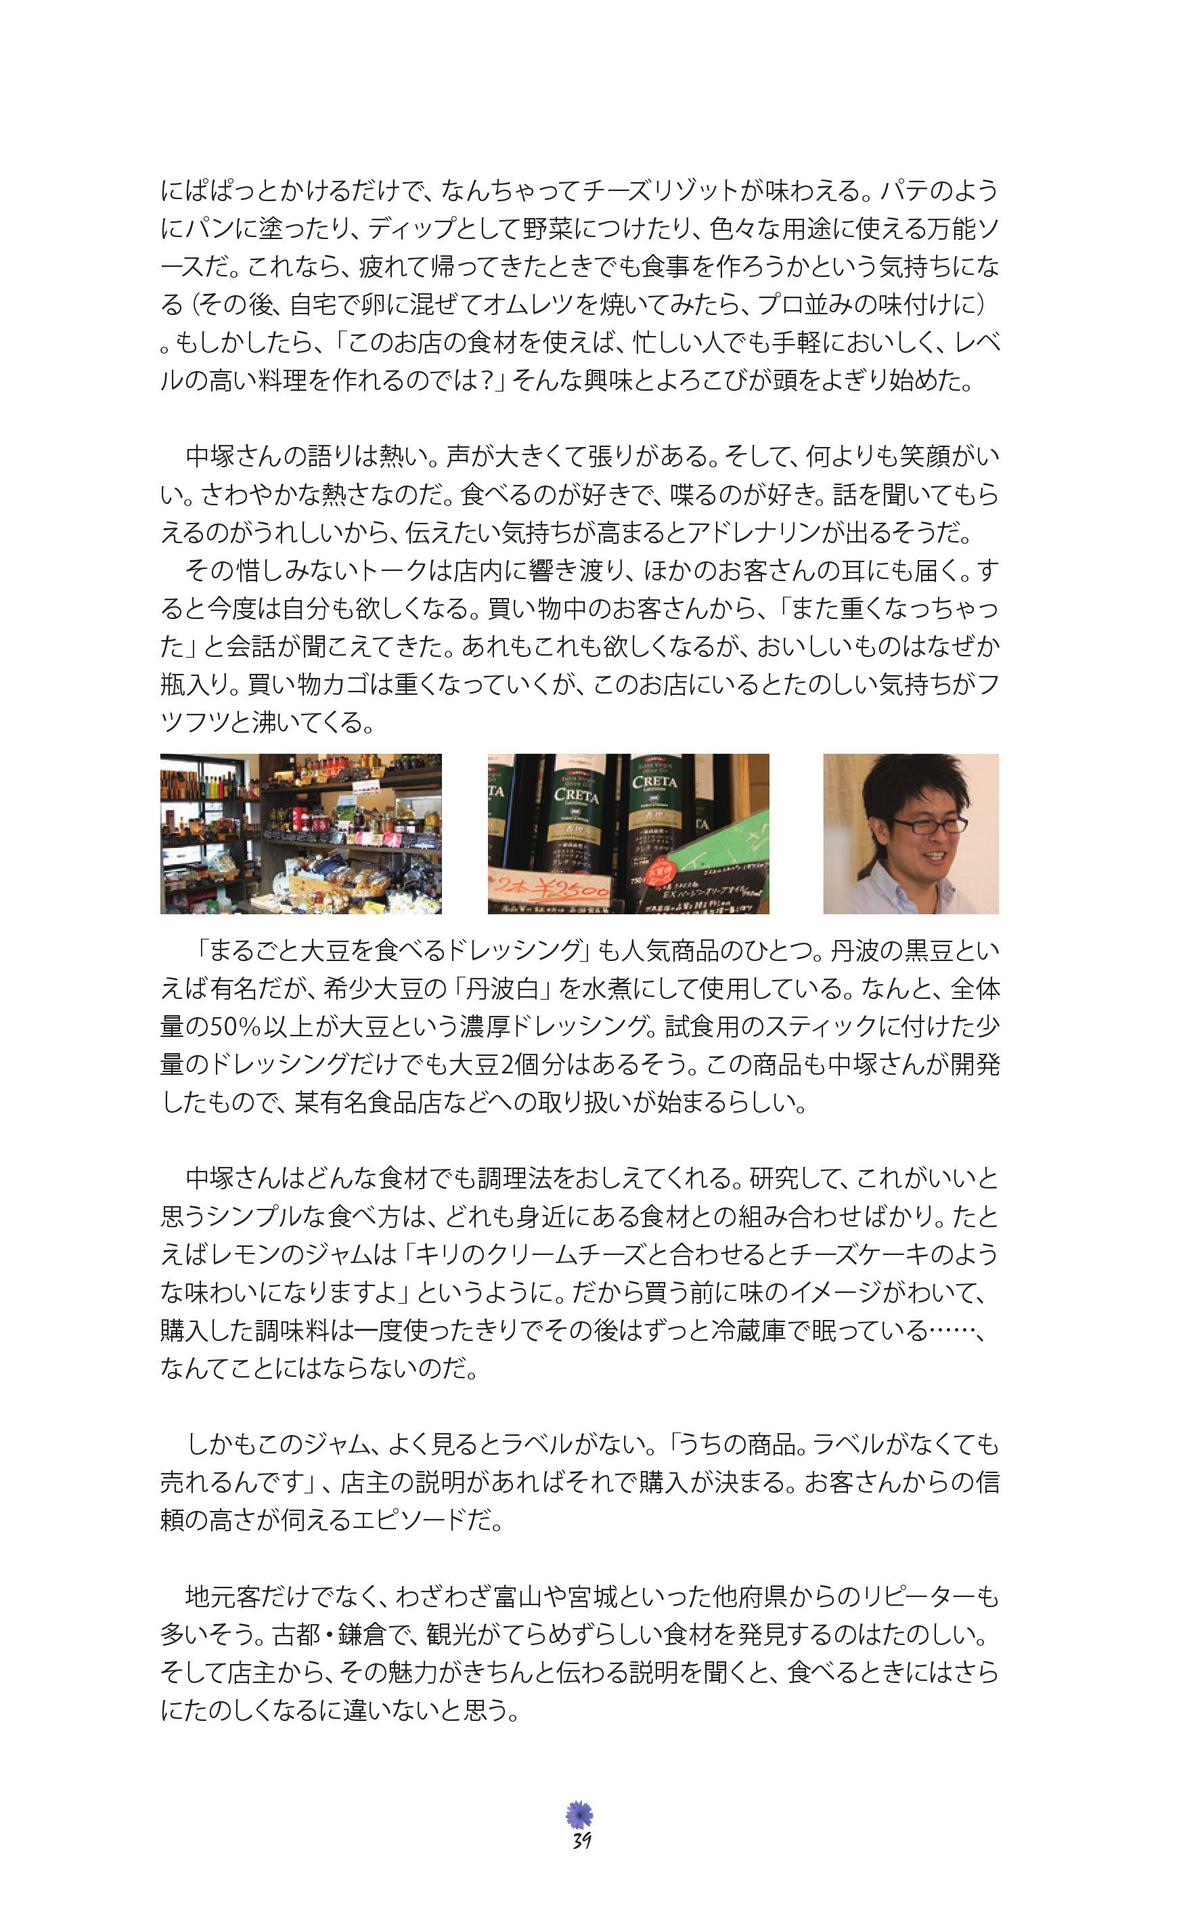 にぱぱっとかけるだけで、なんちゃってチーズリゾットが味わえる。パテのよう
にパンに塗ったり、ディップとして野菜につけたり、色々な用途に使える万能ソ
ースだ。これなら、疲れて帰ってきたときでも食事を作ろうかという気持ちにな
る（その後、自宅で卵に混ぜてオムレツを焼いてみたら、プロ並みの味付けに）
。もしかしたら、「このお店の食材を使えば、忙しい人でも手軽においしく、レベ
ルの高い料理を作れるのでは？」そんな興味とよろこびが頭をよぎり始めた。
中塚さんの語りは熱い。声が大きくて張りがある。そして、何よりも笑顔がい
い。さわやかな熱さなのだ。食べるのが好きで、喋るのが好き。話を聞いてもら
えるのがうれしいから、伝えたい気持ちが高まるとアドレナリンが出るそうだ。
その惜しみないトークは店内に響き渡り、ほかのお客さんの耳にも届く。す
ると今度は自分も欲しくなる。買い物中のお客さんから、「また重くなっちゃっ
た」と会話が聞こえてきた。あれもこれも欲しくなるが、おいしいものはなぜか
瓶入り。買い物カゴは重くなっていくが、このお店にいるとたのしい気持ちがフ
ツフツと沸いてくる。
Extra Virgin
Olive Oil
CRETA
Extra Virgin
Olive Oil
CRETA
2本 ¥2500
EXバージンオリーブオイル
「まるごと大豆を食べるドレッシング」も人気商品のひとつ。丹波の黒豆とい
えば有名だが、希少大豆の「丹波白」を水煮にして使用している。なんと、全体
量の50％以上が大豆という濃厚ドレッシング。試食用のスティックに付けた少
量のドレッシングだけでも大豆2個分はあるそう。この商品も中塚さんが開発
したもので、某有名食品店などへの取り扱いが始まるらしい。
中塚さんはどんな食材でも調理法をおしえてくれる。研究して、これがいいと
思うシンプルな食べ方は、どれも身近にある食材との組み合わせばかり。たと
えばレモンのジャムは「キリのクリームチーズと合わせるとチーズケーキのよう
な味わいになりますよ」というように。だから買う前に味のイメージがわいて、
購入した調味料は一度使ったきりでその後はずっと冷蔵庫で眠っている……、
なんてことにはならないのだ。
しかもこのジャム、よく見るとラベルがない。「うちの商品。ラベルがなくても
売れるんです」、店主の説明があればそれで購入が決まる。お客さんからの信
頼の高さが伺えるエピソードだ。
地元客だけでなく、わざわざ富山や宮城といった他府県からのリピーターも
多いそう。古都・鎌倉で、観光がてらめずらしい食材を発見するのはたのしい。
そして店主から、その魅力がきちんと伝わる説明を聞くと、食べるときにはさら
にたのしくなるに違いないと思う。
39